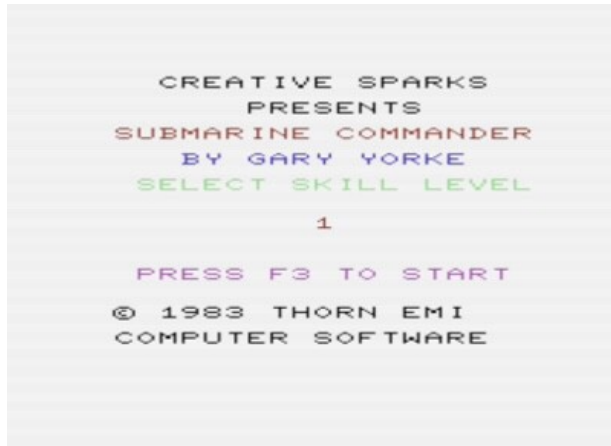 CREATIVE SPARKS
PRESENTS
SUBMARINE COMMANDER
BY GARY YORKE
SELECT SKILL LEVEL
1
PRESS F3 TO START
© 1983 THORN EMI
COMPUTER SOFTWARE